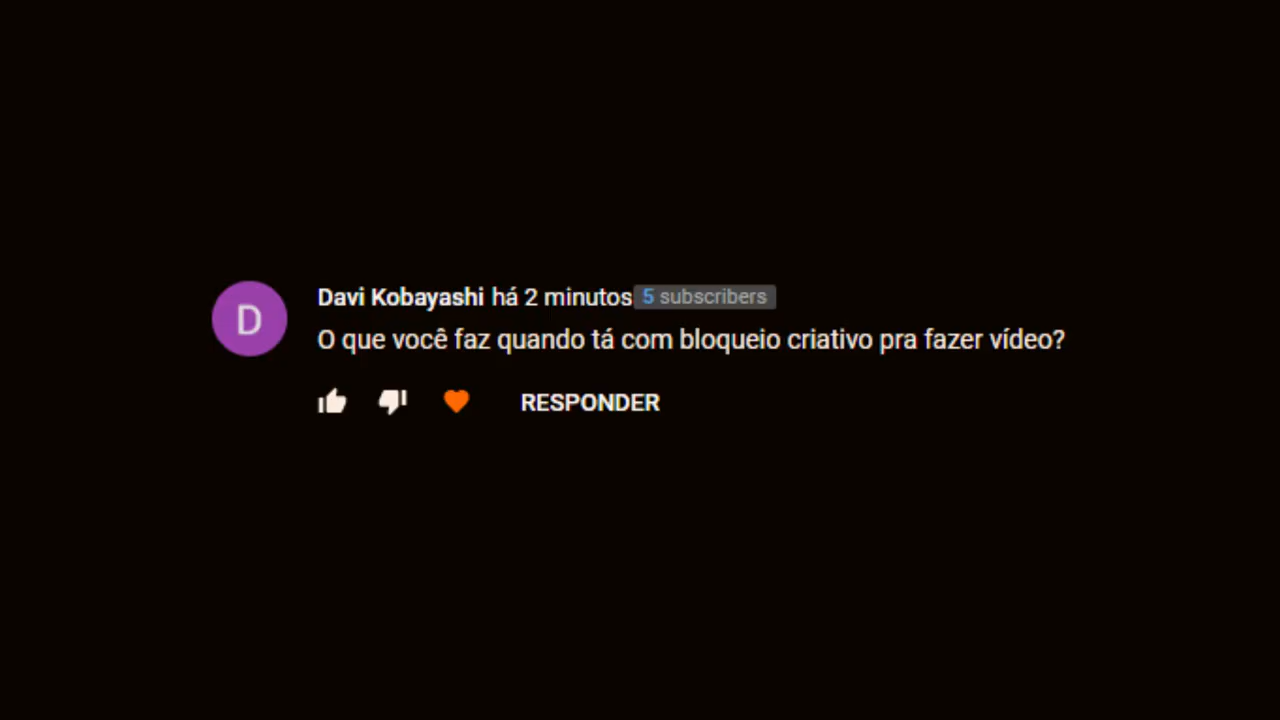 D
Davi Kobayashi há 2 minutos 5 subscribers
O que você faz quando tá com bloqueio criativo pra fazer vídeo?
RESPONDER